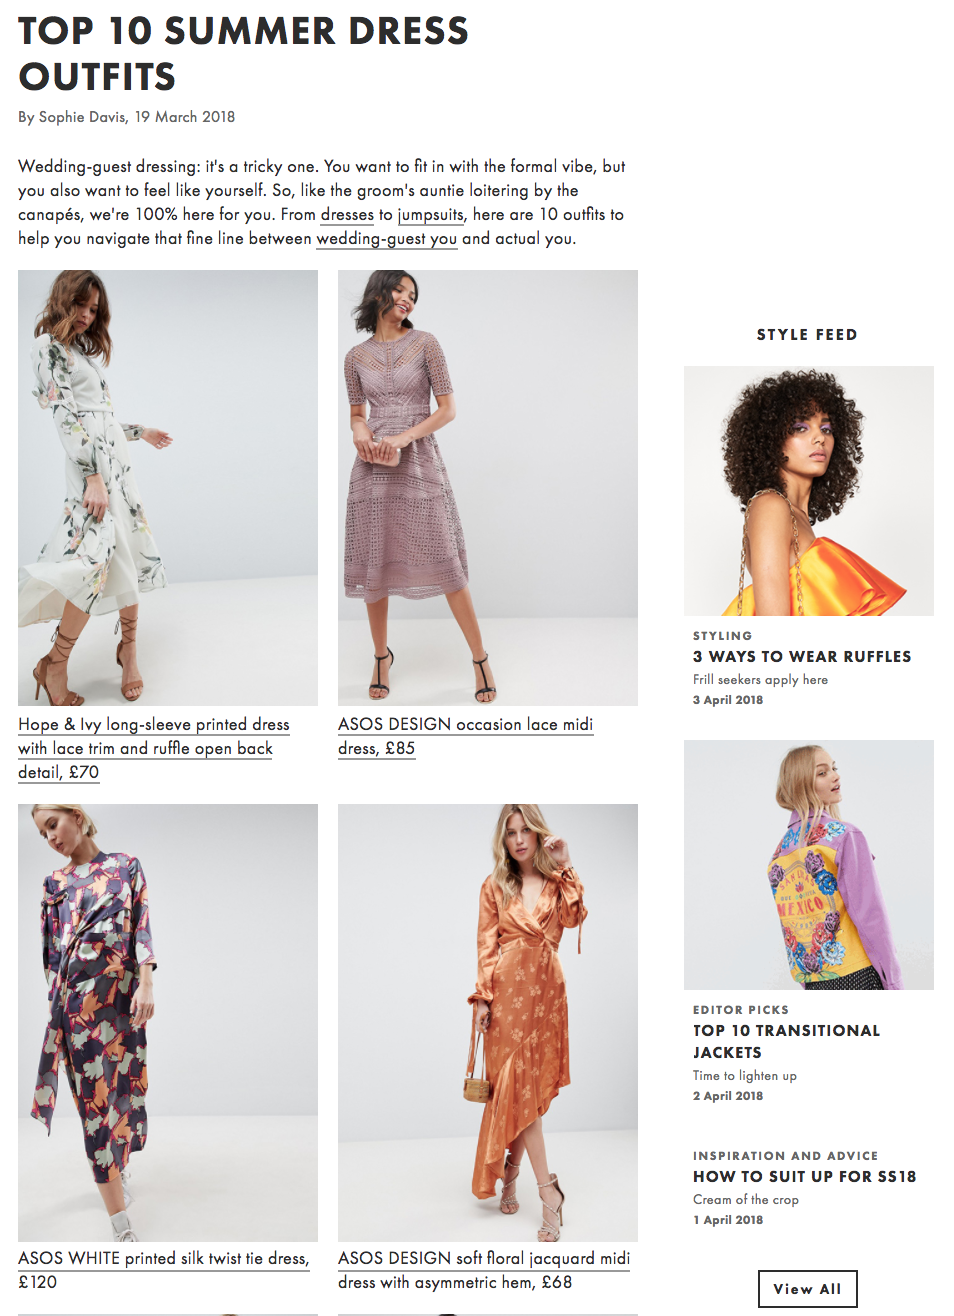 TOP 10 SUMMER DRESS
OUTFITS
By Sophie Davis, 19 March 2018
Wedding-guest dressing: it's a tricky one. You want to fit in with the formal vibe, but
you also want to feel like yourself. So, like the groom's auntie loitering by the
canapés, we're 100% here for you. From dresses to jumpsuits, here are 10 outfits to
help you navigate that fine line between wedding-guest you and actual you.
Hope & Ivy long-sleeve printed dress
with lace trim and ruffle open back
detail, £70
ASOS DESIGN occasion lace midi
dress, £85
ASOS WHITE printed silk twist tie dress,
£120
ASOS DESIGN soft floral jacquard midi
dress with asymmetric hem, £68
STYLE FEED
STYLING
3 WAYS TO WEAR RUFFLES
Frill seekers apply here
3 April 2018
MEXICO
EDITOR PICKS
TOP 10 TRANSITIONAL
JACKETS
Time to lighten up
2 April 2018
INSPIRATION AND ADVICE
HOW TO SUIT UP FOR SS18
Cream of the crop
1 April 2018
View All